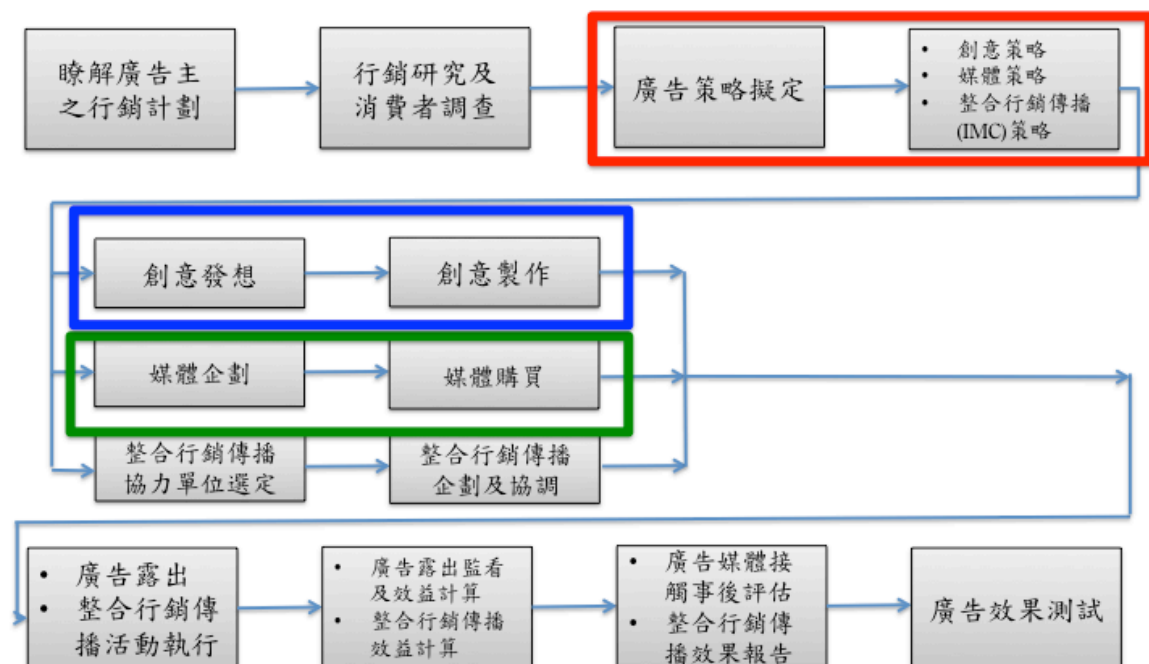 瞭解廣告主
之行銷計劃
行銷研究及
消費者調查
廣告策略擬定
• 創意策略
• 媒體策略
• 整合行銷傳播
(IMC)策略
創意發想
創意製作
媒體企劃
媒體購買
整合行銷傳播
協力單位選定
整合行銷傳播
企劃及協調
• 廣告露出
• 整合行銷傳
播活動執行
• 廣告露出監看
及效益計算
• 整合行銷傳播
效益計算
• 廣告媒體接
觸事後評估
• 整合行銷傳
播效果報告
廣告效果測試